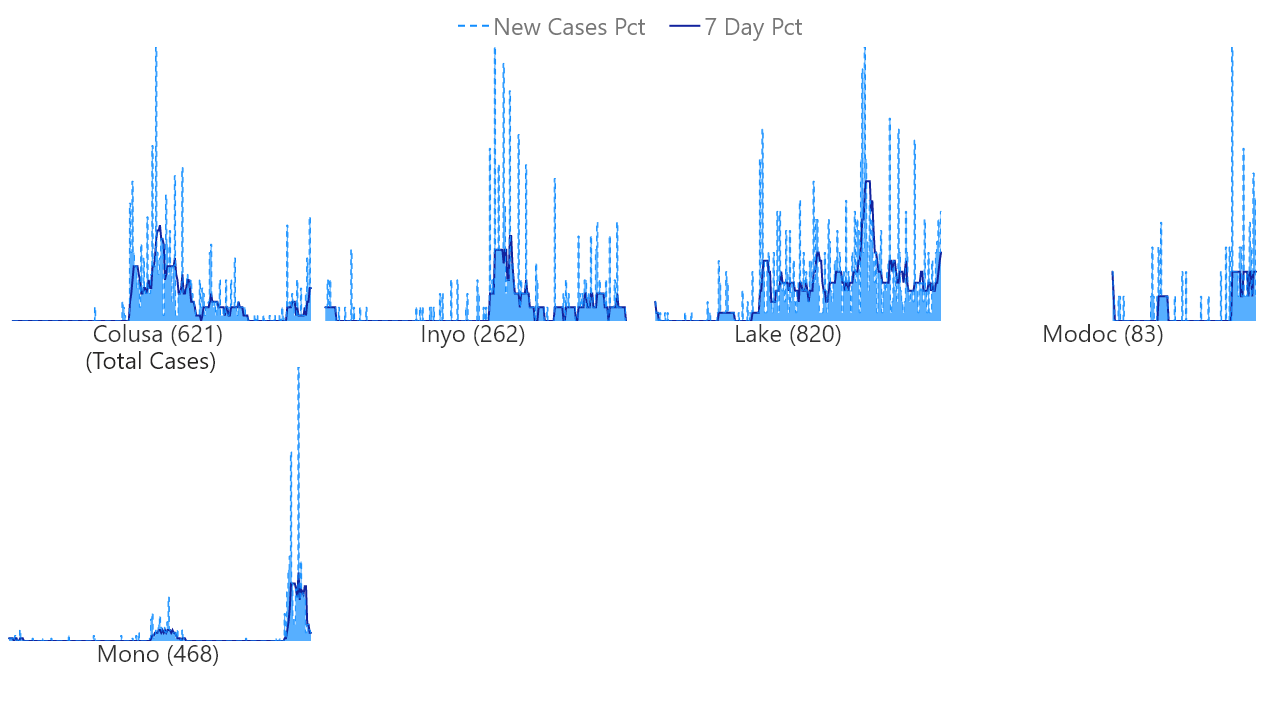 New Cases Pct 7 Day Pct
Colusa (621) Inyo (262) Lake (820) Modoc (83)
(Total Cases)
Mono (468)